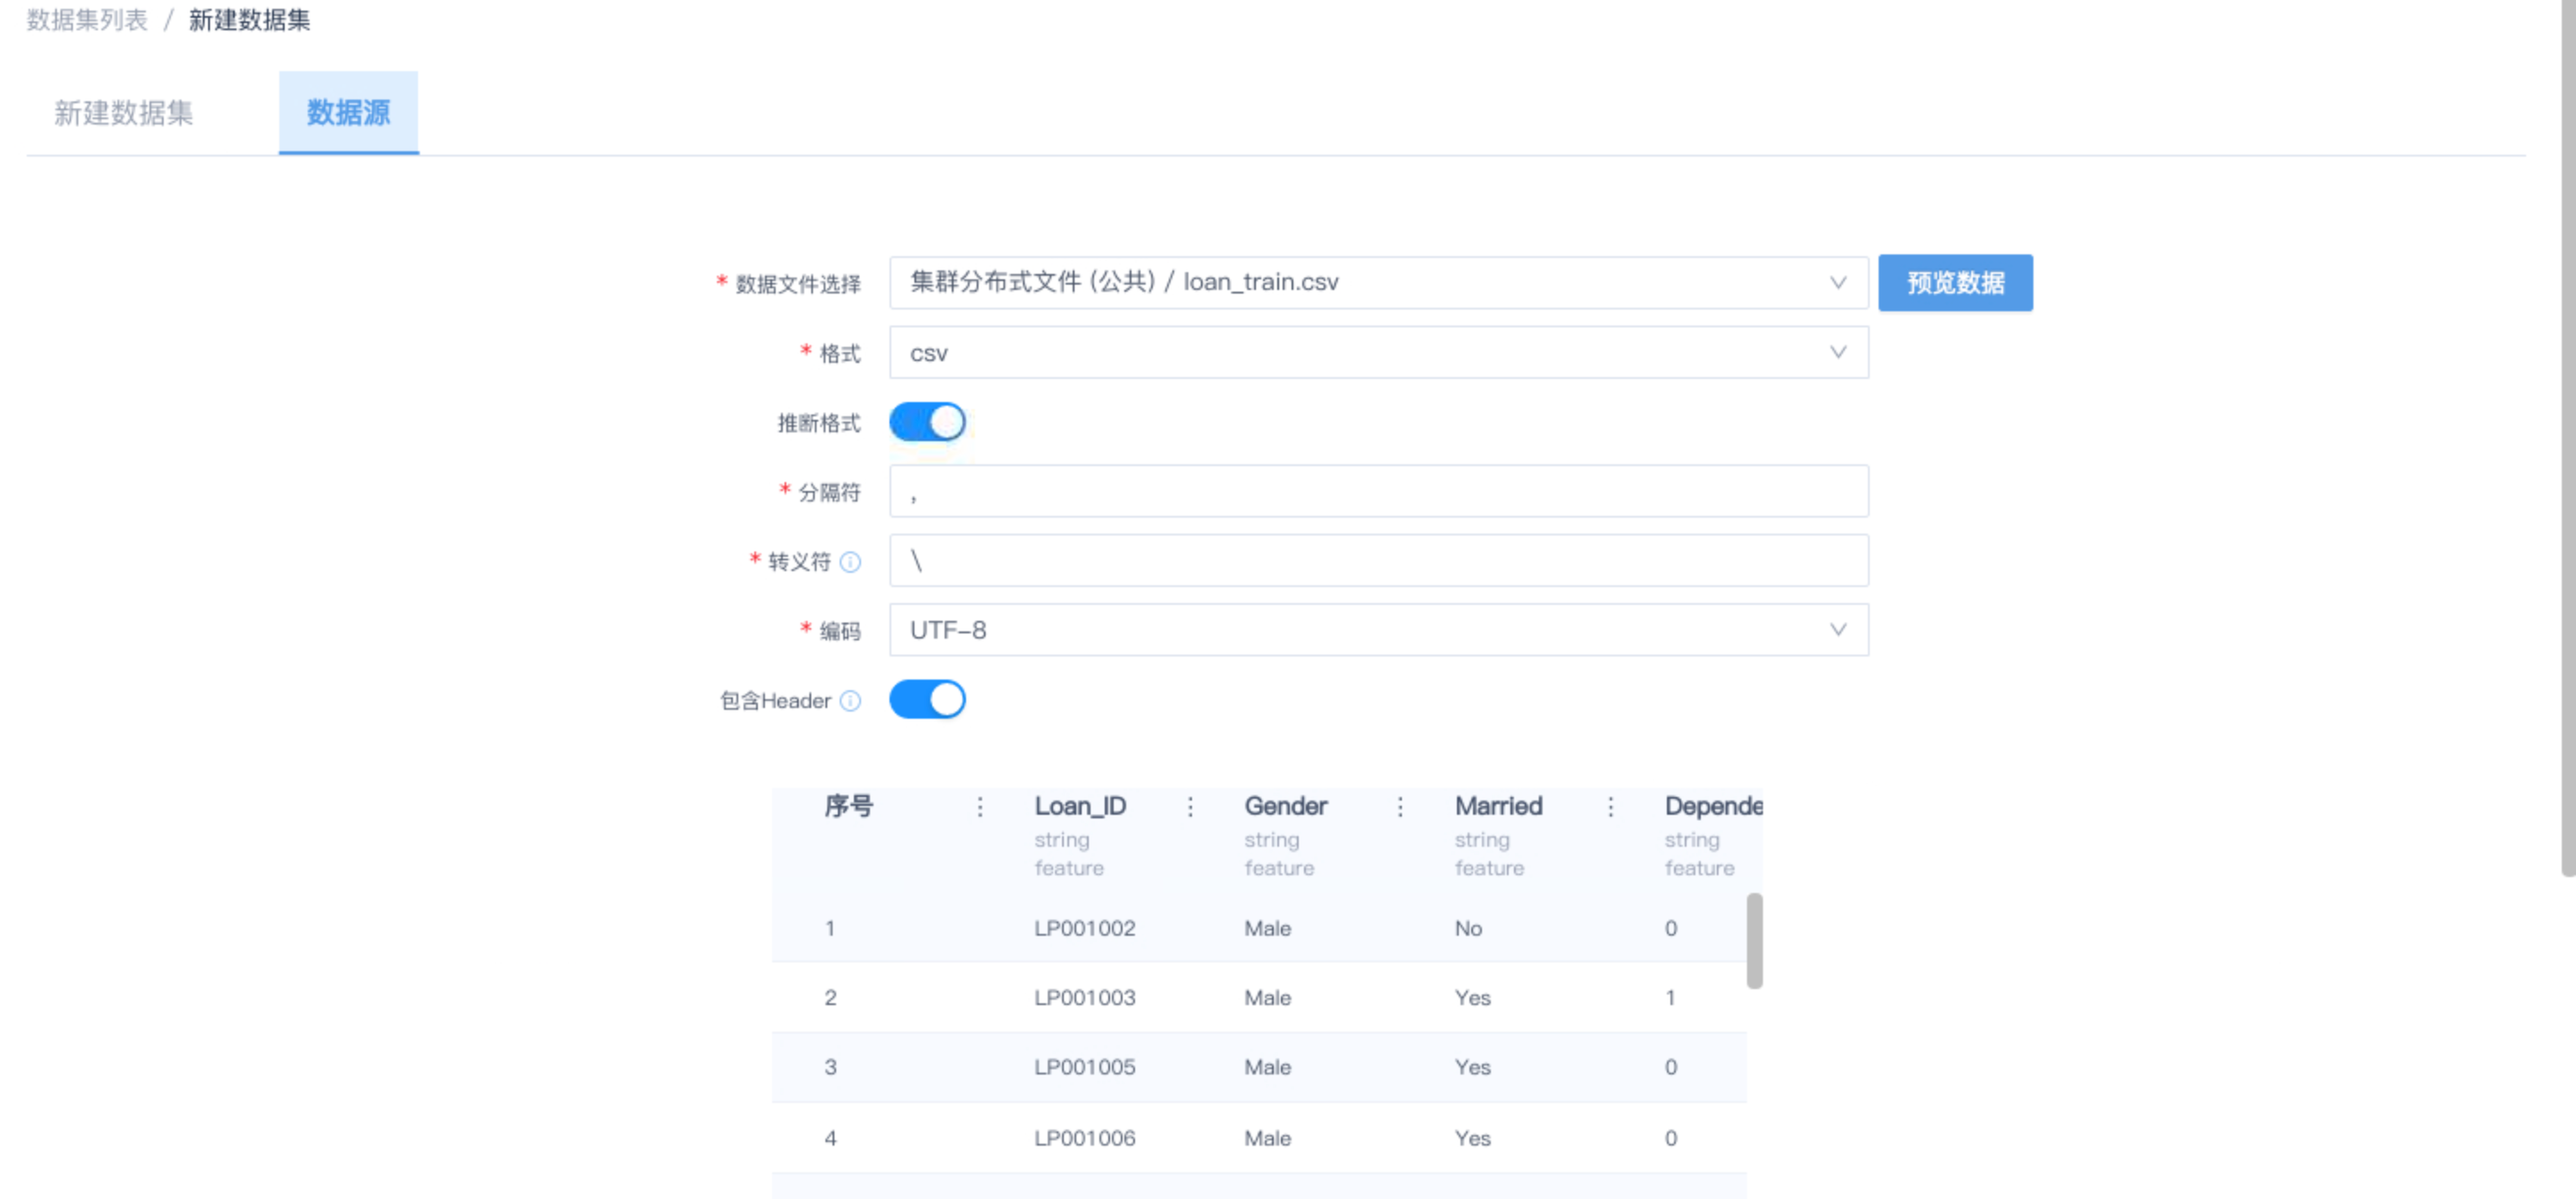 数据集列表 / 新建数据集
新建数据集 数据源
* 数据文件选择 集群分布式文件 (公共) / loan_train.csv 预览数据
* 格式 csv
推断格式
* 分隔符 ,
* 转义符 \
* 编码 UTF-8
包含Header
序号 Loan_ID Gender Married Depende
string string string string
feature feature feature feature
1 LP001002 Male No 0
2 LP001003 Male Yes 1
3 LP001005 Male Yes 0
4 LP001006 Male Yes 0